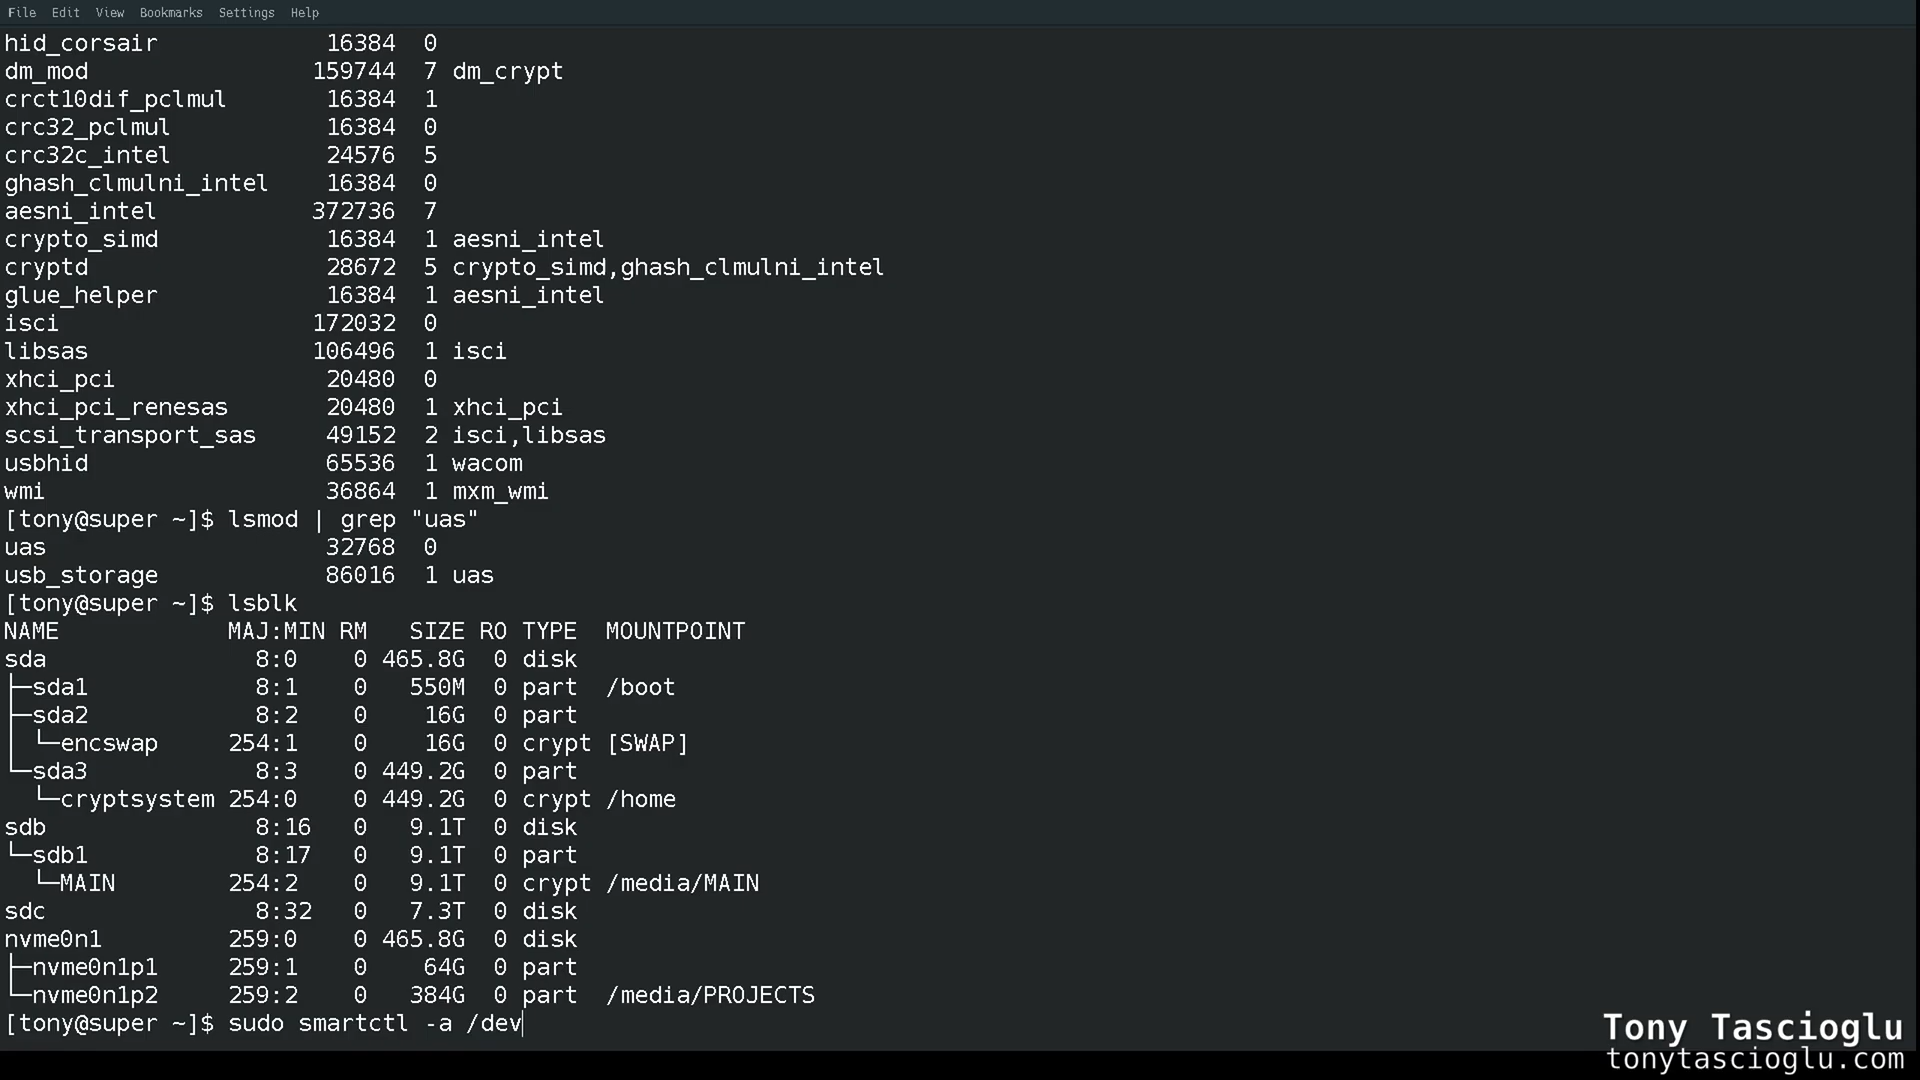 File Edit View Bookmarks Settings Help
hid_corsair 16384 0
dm_mod 159744 7 dm_crypt
crct10dif_pclmul 16384 1
crc32_pclmul 16384 0
crc32c_intel 24576 5
ghash_clmulni_intel 16384 0
aesni_intel 372736 7
crypto_simd 16384 1 aesni_intel
cryptd 28672 5 crypto_simd,ghash_clmulni_intel
glue_helper 16384 1 aesni_intel
isci 172032 0
libsas 106496 1 isci
xhci_pci 20480 0
xhci_pci_renesas 20480 1 xhci_pci
scsi_transport_sas 49152 2 isci,libsas
usbhid 65536 1 wacom
wmi 36864 1 mxm_wmi
[tony@super ~]$ lsmod | grep "uas"
uas 32768 0
usb_storage 86016 1 uas
[tony@super ~]$ lsblk
NAME MAJ:MIN RM SIZE RO TYPE MOUNTPOINT
sda 8:0 0 465.8G 0 disk
├─sda1 8:1 0 550M 0 part /boot
├─sda2 8:2 0 16G 0 part
│ └─encswap 254:1 0 16G 0 crypt [SWAP]
└─sda3 8:3 0 449.2G 0 part
  └─cryptsystem 254:0 0 449.2G 0 crypt /home
sdb 8:16 0 9.1T 0 disk
└─sdb1 8:17 0 9.1T 0 part
  └─MAIN 254:2 0 9.1T 0 crypt /media/MAIN
sdc 8:32 0 7.3T 0 disk
nvme0n1 259:0 0 465.8G 0 disk
├─nvme0n1p1 259:1 0 64G 0 part
└─nvme0n1p2 259:2 0 384G 0 part /media/PROJECTS
[tony@super ~]$ sudo smartctl -a /dev
Tony Tascioglu
tonytascioglu.com